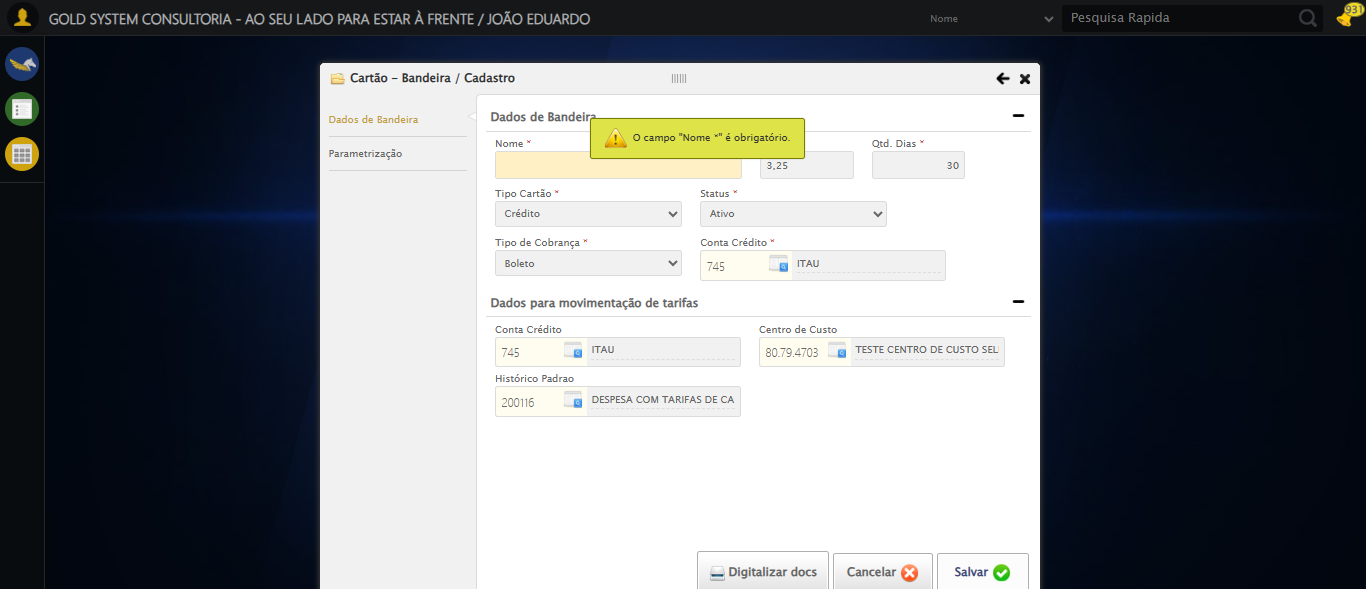 GOLD SYSTEM CONSULTORIA - AO SEU LADO PARA ESTAR À FRENTE / JOÃO EDUARDO
Nome
Pesquisa Rapida
931
Cartão - Bandeira / Cadastro
Dados de Bandeira
Parametrização
Dados de Bandeira
O campo "Nome *" é obrigatório.
Nome *
Qtd. Dias *
3,25
30
Tipo Cartão *
Status *
Crédito
Ativo
Tipo de Cobrança *
Conta Crédito *
Boleto
745
ITAU
Dados para movimentação de tarifas
Conta Crédito
Centro de Custo
745
ITAU
80.79.4703
TESTE CENTRO DE CUSTO SEL
Histórico Padrao
200116
DESPESA COM TARIFAS DE CA
Digitalizar docs
Cancelar
Salvar